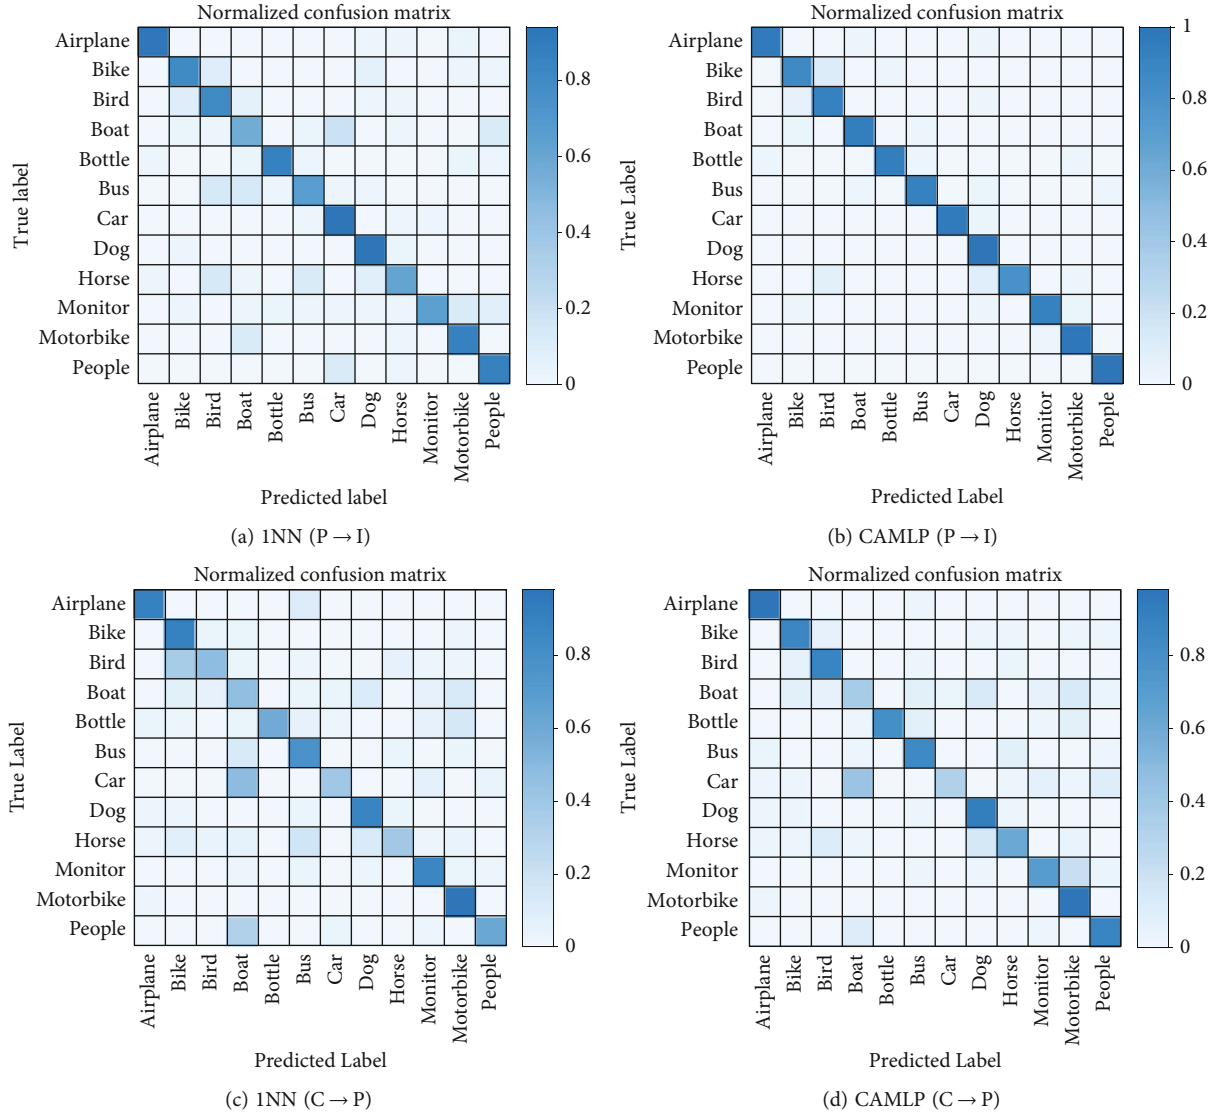 Normalized confusion matrix
True label
Airplane
Bike
Bird
Boat
Bottle
Bus
Car
Dog
Horse
Monitor
Motorbike
People
Airplane
Bike
Bird
Boat
Bottle
Bus
Car
Dog
Horse
Monitor
Motorbike
People
Predicted label
0.8
0.6
0.4
0.2
0
(a) 1NN (P → I)
Normalized confusion matrix
True Label
Airplane
Bike
Bird
Boat
Bottle
Bus
Car
Dog
Horse
Monitor
Motorbike
People
Airplane
Bike
Bird
Boat
Bottle
Bus
Car
Dog
Horse
Monitor
Motorbike
People
Predicted Label
1
0.8
0.6
0.4
0.2
0
(b) CAMLP (P → I)
Normalized confusion matrix
True Label
Airplane
Bike
Bird
Boat
Bottle
Bus
Car
Dog
Horse
Monitor
Motorbike
People
Airplane
Bike
Bird
Boat
Bottle
Bus
Car
Dog
Horse
Monitor
Motorbike
People
Predicted Label
0.8
0.6
0.4
0.2
0
(c) 1NN (C → P)
Normalized confusion matrix
True Label
Airplane
Bike
Bird
Boat
Bottle
Bus
Car
Dog
Horse
Monitor
Motorbike
People
Airplane
Bike
Bird
Boat
Bottle
Bus
Car
Dog
Horse
Monitor
Motorbike
People
Predicted Label
0.8
0.6
0.4
0.2
0
(d) CAMLP (C → P)